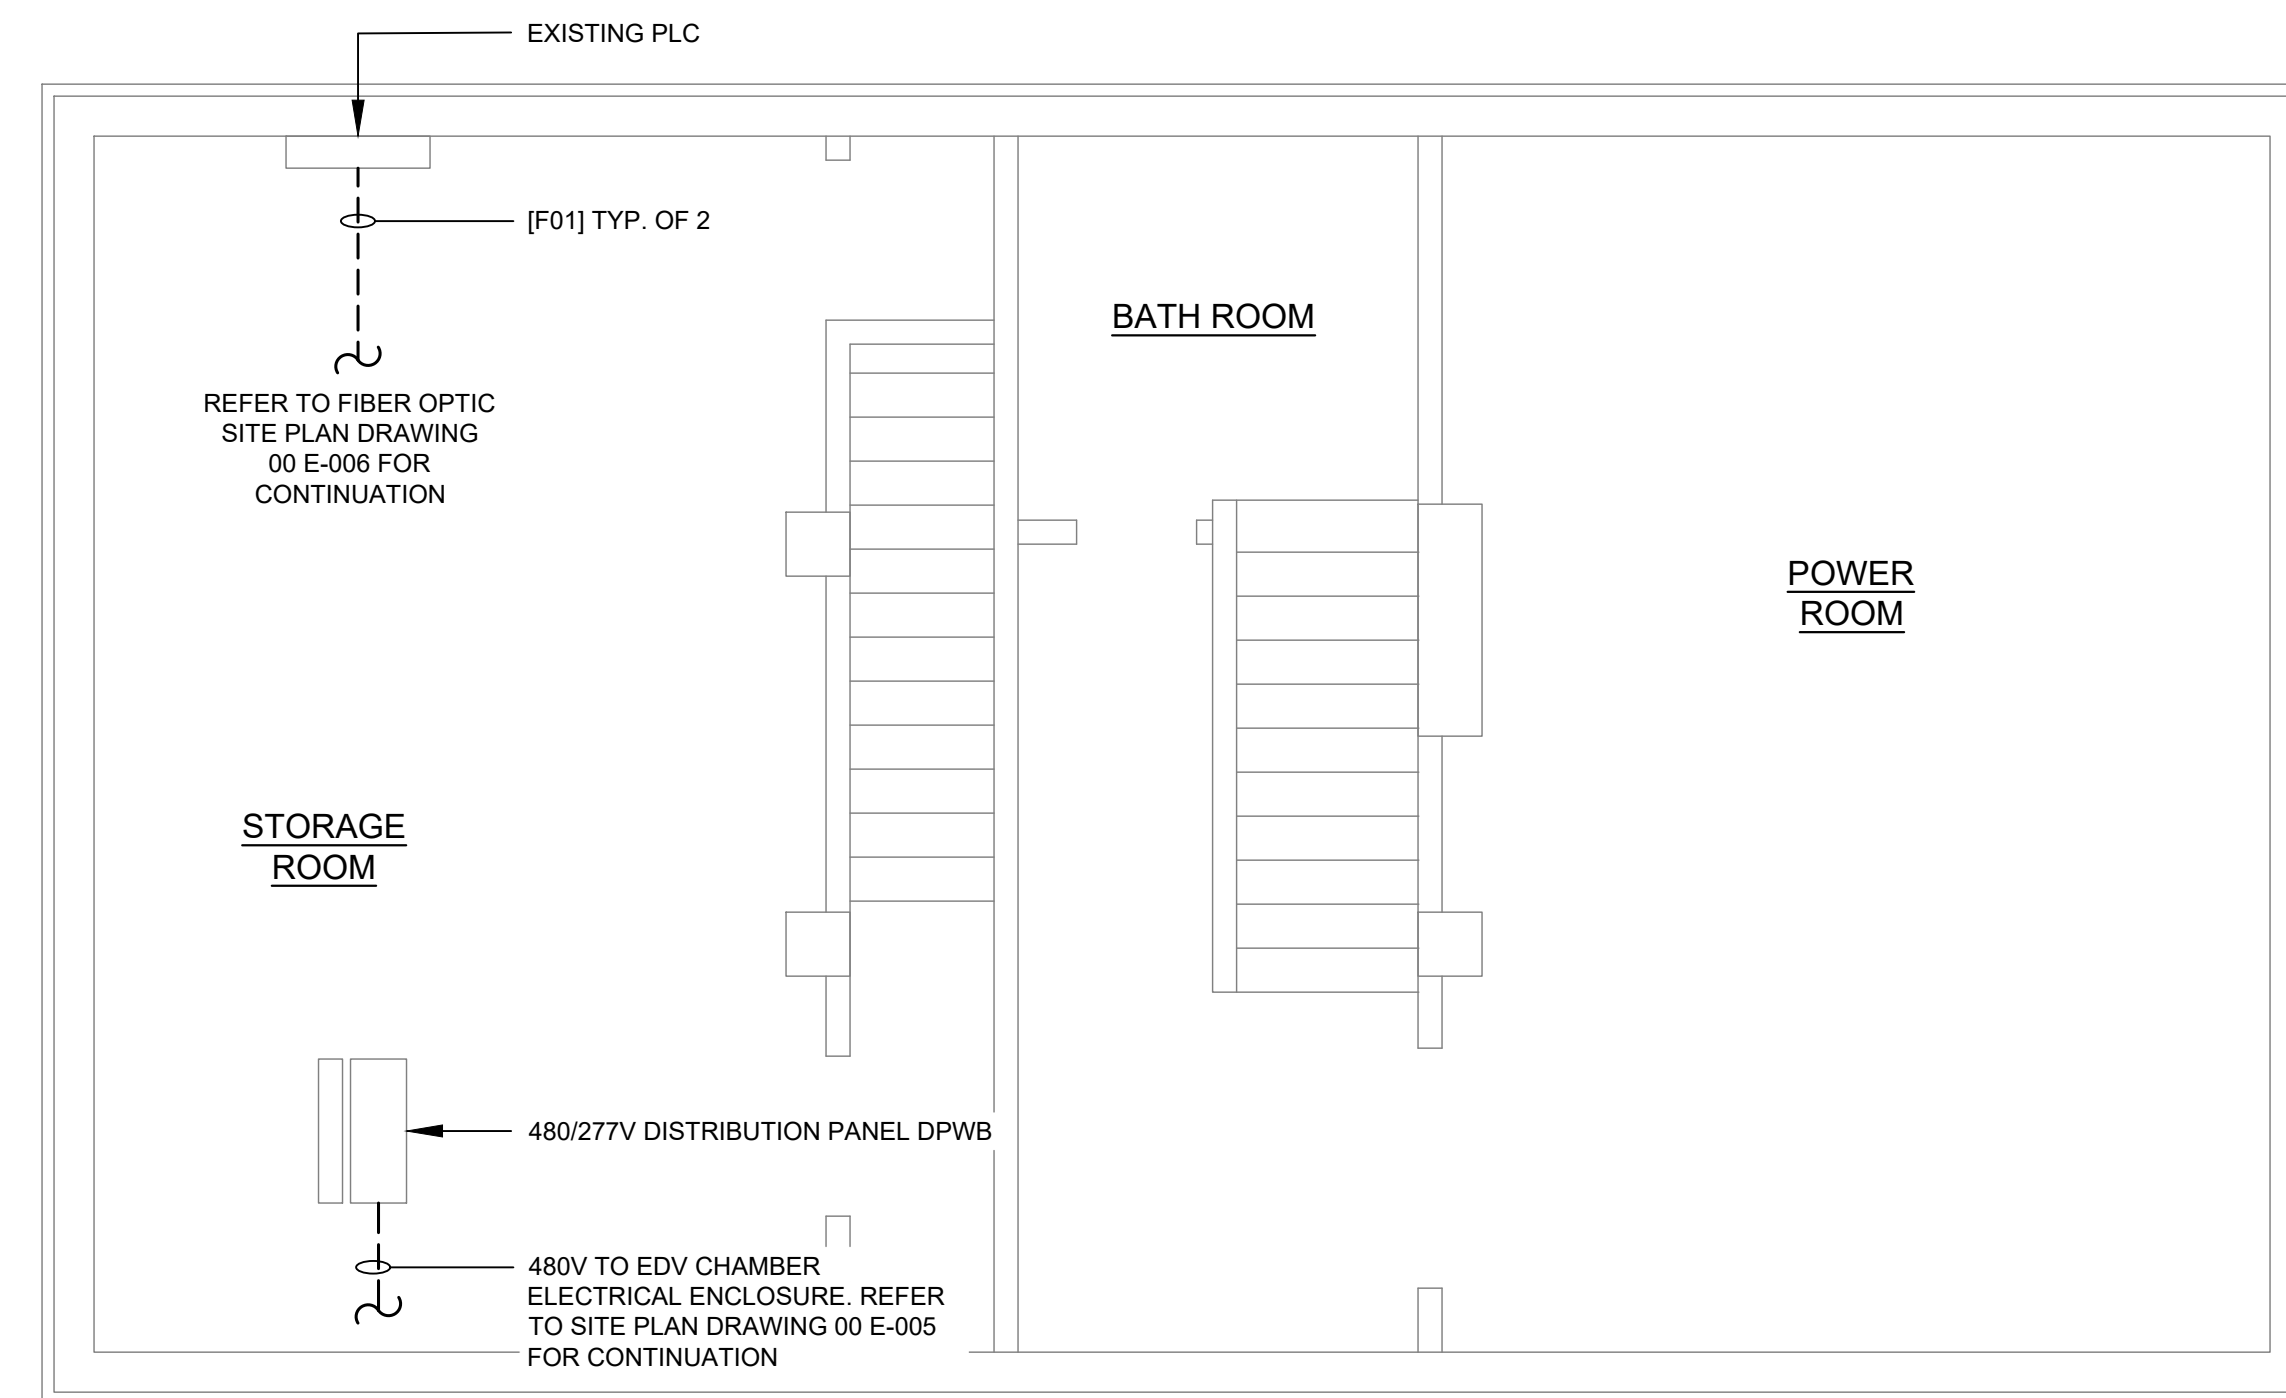 EXISTING PLC
[F01] TYP. OF 2
BATH ROOM
REFER TO FIBER OPTIC
SITE PLAN DRAWING
00 E-006 FOR
CONTINUATION
POWER
ROOM
STORAGE
ROOM
480/277V DISTRIBUTION PANEL DPWB
480V TO EDV CHAMBER
ELECTRICAL ENCLOSURE. REFER
TO SITE PLAN DRAWING 00 E-005
FOR CONTINUATION